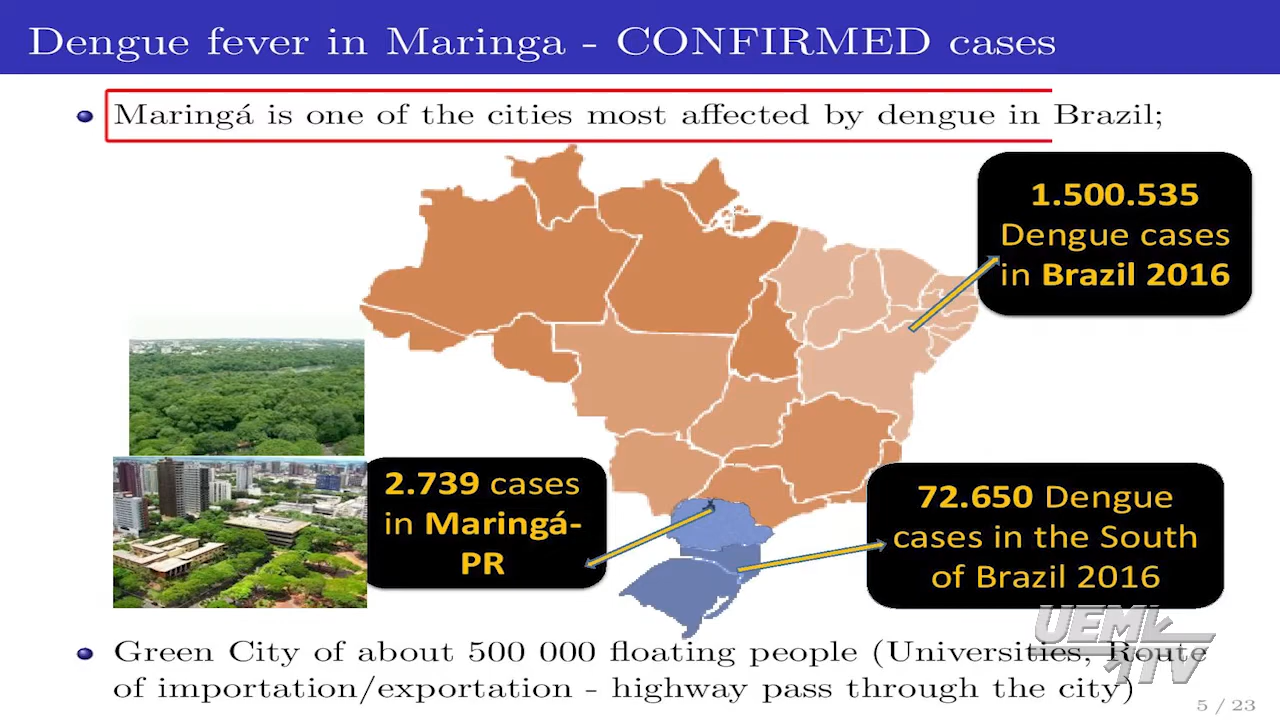 Dengue fever in Maringa - CONFIRMED cases
Maringá is one of the cities most affected by dengue in Brazil;
1.500.535
Dengue cases
in Brazil 2016
2.739 cases
in Maringá-
PR
72.650 Dengue
cases in the South
of Brazil 2016
Green City of about 500 000 floating people (Universities, Route
of importation/exportation - highway pass through the city)
UEM
TV
5 / 23